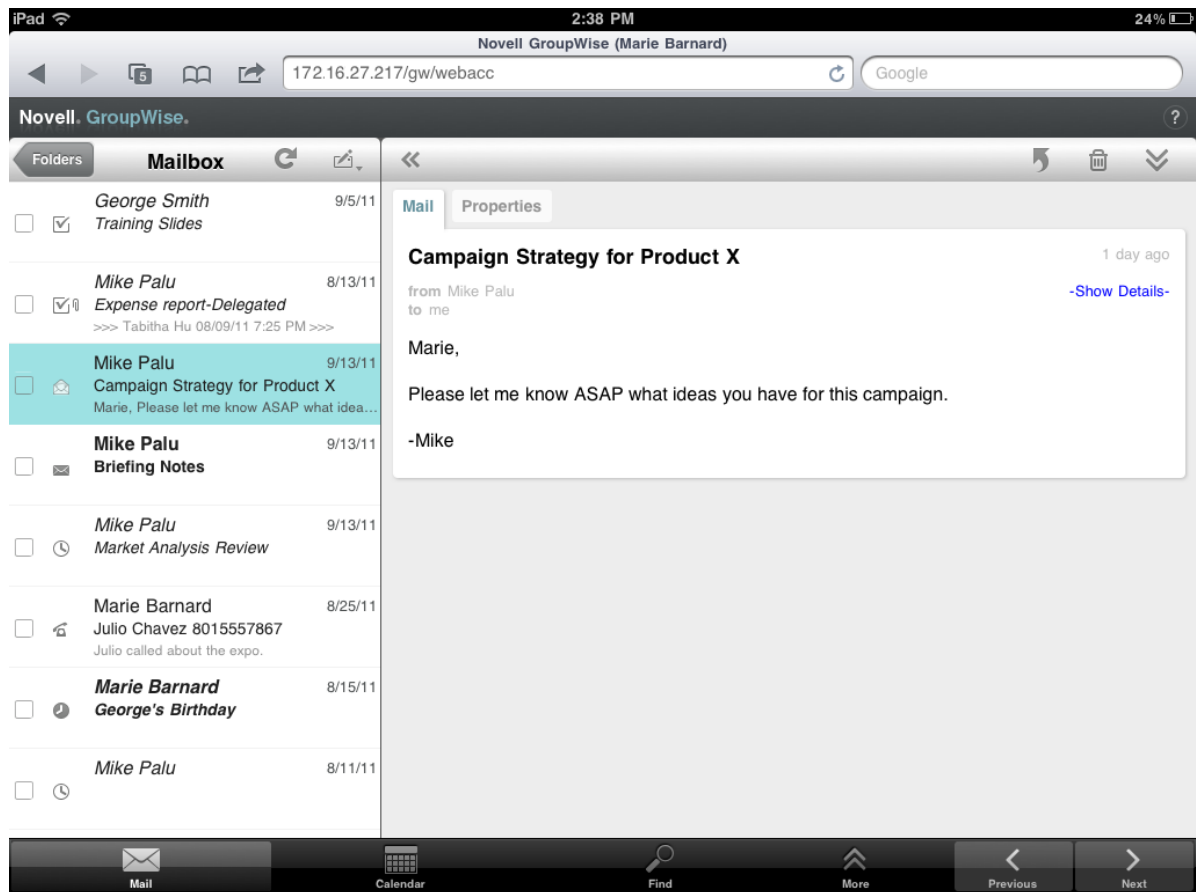 iPad 2:38 PM 24%
Novell GroupWise (Marie Barnard)
5 172.16.27.217/gw/webacc Google
Novell. GroupWise. ?
Folders Mailbox
George Smith 9/5/11
Training Slides
Mike Palu 8/13/11
Expense report-Delegated
>>> Tabitha Hu 08/09/11 7:25 PM >>>
Mike Palu 9/13/11
Campaign Strategy for Product X
Marie, Please let me know ASAP what idea...
Mike Palu 9/13/11
Briefing Notes
Mike Palu 9/13/11
Market Analysis Review
Marie Barnard 8/25/11
Julio Chavez 8015557867
Julio called about the expo.
Marie Barnard 8/15/11
George's Birthday
Mike Palu 8/11/11
Mail Properties
Campaign Strategy for Product X 1 day ago
from Mike Palu -Show Details-
to me
Marie,
Please let me know ASAP what ideas you have for this campaign.
-Mike
Mail Calendar Find More Previous Next